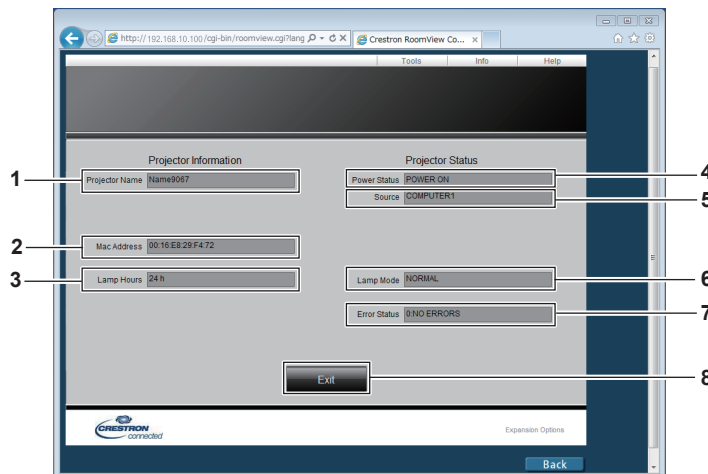 http://192.168.10.100/cgi-bin/roomview.cgi?lang
Crestron RoomView Co...
Tools Info Help
Projector Information Projector Status
1 Projector Name Name9067 Power Status POWER ON 4
Source COMPUTER1 5
2 Mac Address 00:16:E8:29:F4:72
3 Lamp Hours 24 h Lamp Mode NORMAL 6
Error Status 0:NO ERRORS 7
Exit 8
CRESTRON
connected
Expansion Options
Back